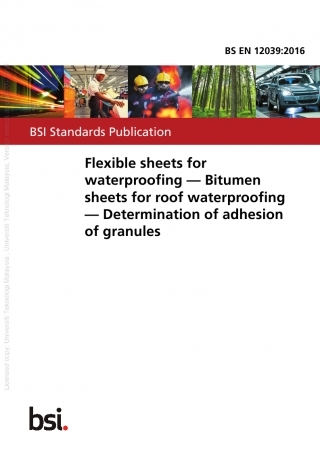 BS EN 12039:2016
BSI Standards Publication
Flexible sheets for
waterproofing — Bitumen
sheets for roof waterproofing
— Determination of adhesion
of granules
Licensed copy: Universiti Teknologi Malaysia, Universiti Teknologi Malaysia, Version
bsi.